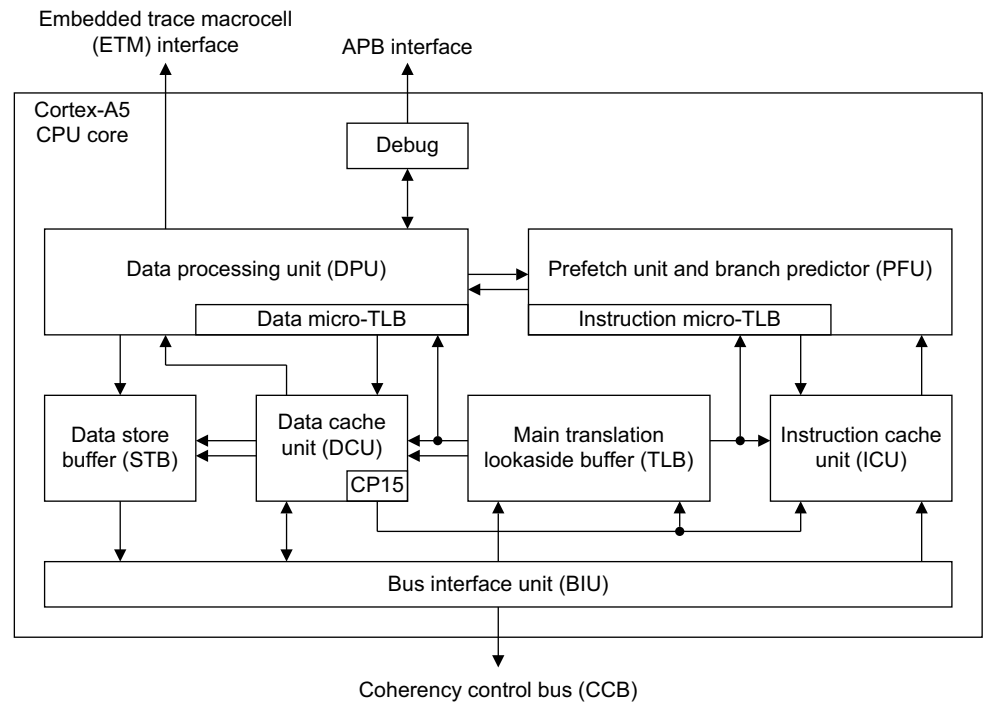 Embedded trace macrocell
(ETM) interface
APB interface
Cortex-A5
CPU core
Debug
Data processing unit (DPU)
Prefetch unit and branch predictor (PFU)
Data micro-TLB
Instruction micro-TLB
Data store
buffer (STB)
Data cache
unit (DCU)
CP15
Main translation
lookaside buffer (TLB)
Instruction cache
unit (ICU)
Bus interface unit (BIU)
Coherency control bus (CCB)